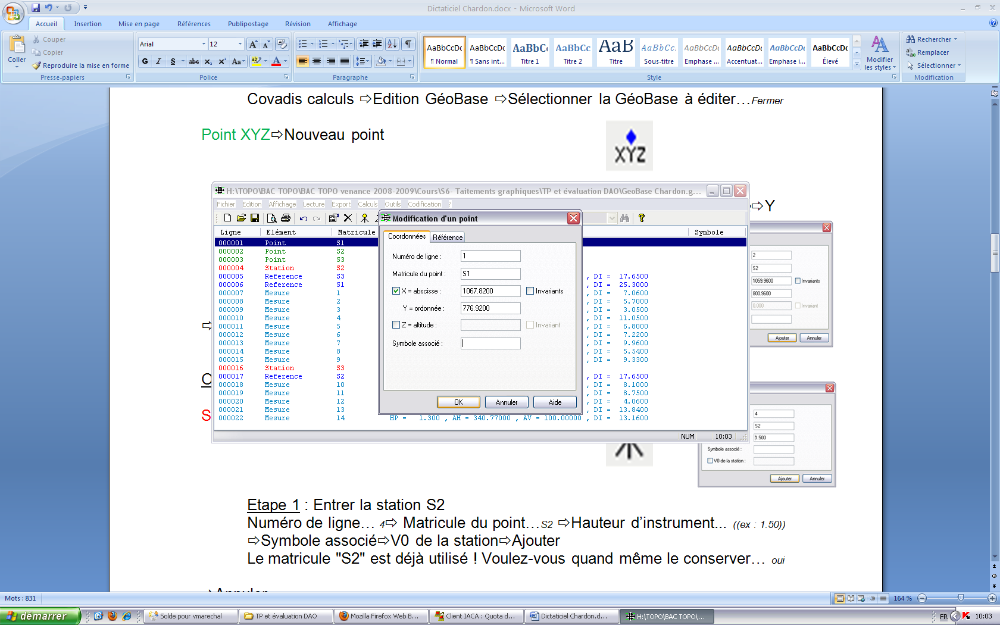 Dictaticiel Chardon.docx - Microsoft Word
Accueil Insertion Mise en page Références Publipostage Révision Affichage
Coller
Couper
Copier
Reproduire la mise en forme
Presse-papiers
Arial 12
G I S abc x₂ x² Aa
Police
Paragraphe
AaBbCcDc AaBbCcDc AaBbCc AaBbCc AaB AaBbCc. AaBbCcDc AaBbCcDc AaBbCcDc AaBbCcDc
¶ Normal ¶ Sans int... Titre 1 Titre 2 Titre Sous-titre Emphase ... Accentuat... Emphase i... Élevé
Style
Modifier
les styles
Rechercher
Remplacer
Sélectionner
Modification
Covadis calculs ⇨Edition GéoBase ⇨Sélectionner la GéoBase à éditer…Fermer
Point XYZ⇨Nouveau point
XYZ
H:\TOPO\BAC TOPO\BAC TOPO venance 2008-2009\Cours\S6- Taitements graphiques\TP et évaluation DAO\GeoBase Chardon.g...
⇨Y
Fichier Edition Affichage Lecture Export Calculs Outils Codification ?
Ligne Elément Matricule Symbole
000001 Point S1
000002 Point S2
000003 Point S3
000004 Station S2
000005 Reference S3 , DI = 17.6500
000006 Reference S1 , DI = 25.3000
000007 Mesure 1 , DI = 7.0600
000008 Mesure 2 , DI = 5.7000
000009 Mesure 3 , DI = 3.0500
000010 Mesure 4 , DI = 11.0500
000011 Mesure 5 , DI = 6.8000
000012 Mesure 6 , DI = 7.2200
000013 Mesure 7 , DI = 9.9600
000014 Mesure 8 , DI = 5.5400
000015 Mesure 9 , DI = 9.3300
000016 Station S3
000017 Reference S2 , DI = 17.6500
000018 Mesure 10 , DI = 8.1000
000019 Mesure 11 , DI = 8.7500
000020 Mesure 12 , DI = 4.0600
000021 Mesure 13 , DI = 13.8400
000022 Mesure 14 HP = 1.300 , AH = 340.77000 , AV = 100.00000 , DI = 13.1600
NUM 10:03
Modification d'un point
Coordonnées Référence
Numéro de ligne : 1
Matricule du point : S1
X = abscisse : 1067.8200 Invariants
Y = ordonnée : 776.9200
Z = altitude : Invariant
Symbole associé :
OK Annuler Aide
2
S2
1059.9600 Invariants
800.9600
0.000 Invariant
Ajouter Annuler
⇨
O
S
4
S2
1.500
Symbole associé :
V0 de la station :
Ajouter Annuler
Etape 1 : Entrer la station S2
Numéro de ligne… 4⇨ Matricule du point…S2 ⇨Hauteur d’instrument... ((ex : 1.50))
⇨Symbole associé⇨V0 de la station⇨Ajouter
Le matricule "S2" est déjà utilisé ! Voulez-vous quand même le conserver… oui
⇨Annuler
Mots : 831 164 %
démarrer Solde pour vmarechal TP et évaluation DAO Mozilla Firefox Web B... Client IACA : Quota d... Dictaticiel Chardon.d... H:\TOPO\BAC TOPO\... FR 10:03